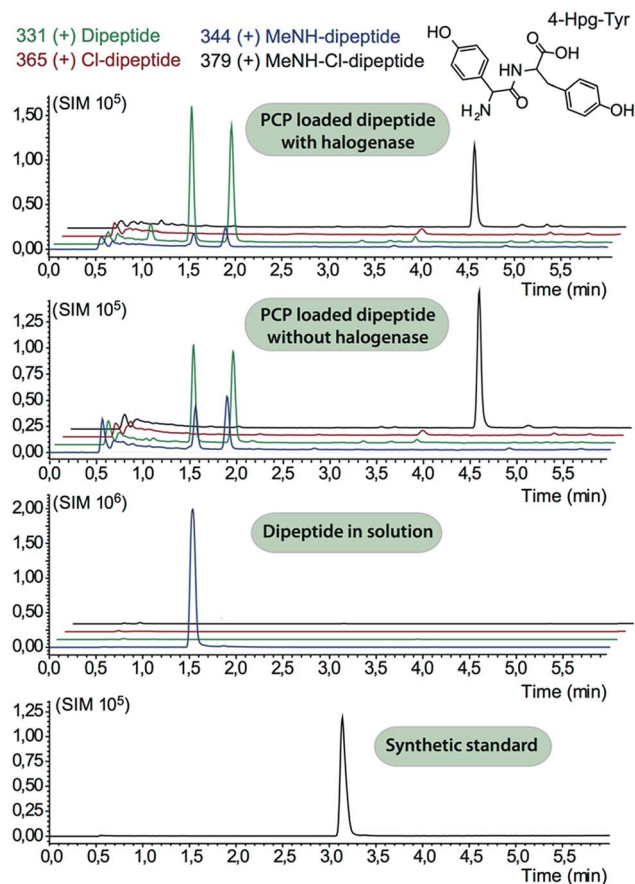 331 (+) Dipeptide 344 (+) MeNH-dipeptide
365 (+) Cl-dipeptide 379 (+) MeNH-Cl-dipeptide
4-Hpg-Tyr
HO
O
OH
HN
H₂N
O
OH
(SIM 10⁵)
PCP loaded dipeptide
with halogenase
1,50
1,00
0,50
0,00
0,0 0,5 1,0 1,5 2,0 2,5 3,0 3,5 4,0 4,5 5,0 5,5
Time (min)
(SIM 10⁵)
PCP loaded dipeptide
without halogenase
1,25
1,00
0,75
0,50
0,25
0,00
0,0 0,5 1,0 1,5 2,0 2,5 3,0 3,5 4,0 4,5 5,0 5,5
Time (min)
(SIM 10⁶)
Dipeptide in solution
2,00
1,50
1,00
0,50
0,00
0,0 0,5 1,0 1,5 2,0 2,5 3,0 3,5 4,0 4,5 5,0 5,5
Time (min)
(SIM 10⁵)
Synthetic standard
1,25
1,00
0,75
0,50
0,25
0,00
0,0 0,5 1,0 1,5 2,0 2,5 3,0 3,5 4,0 4,5 5,0 5,5
Time (min)